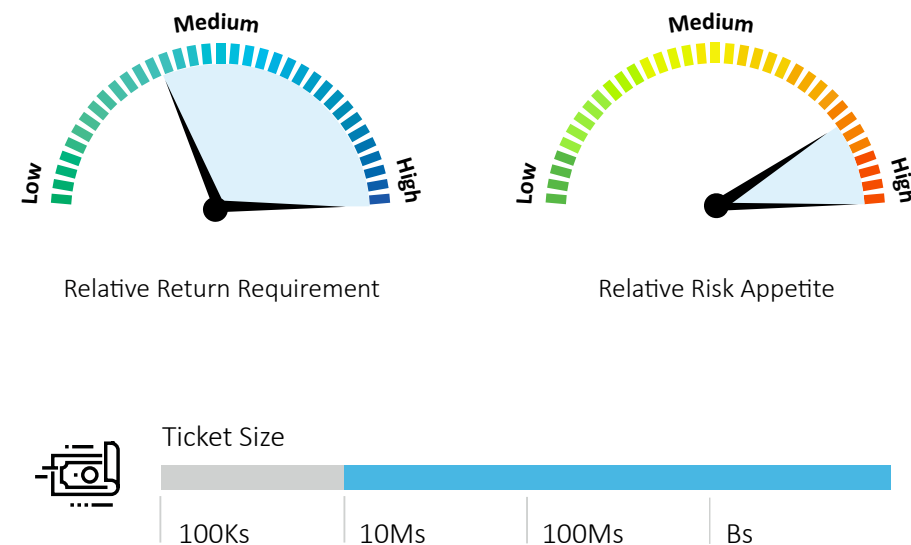 Medium
Low
High
Relative Return Requirement
Medium
Low
High
Relative Risk Appetite
Ticket Size
100Ks
10Ms
100Ms
Bs